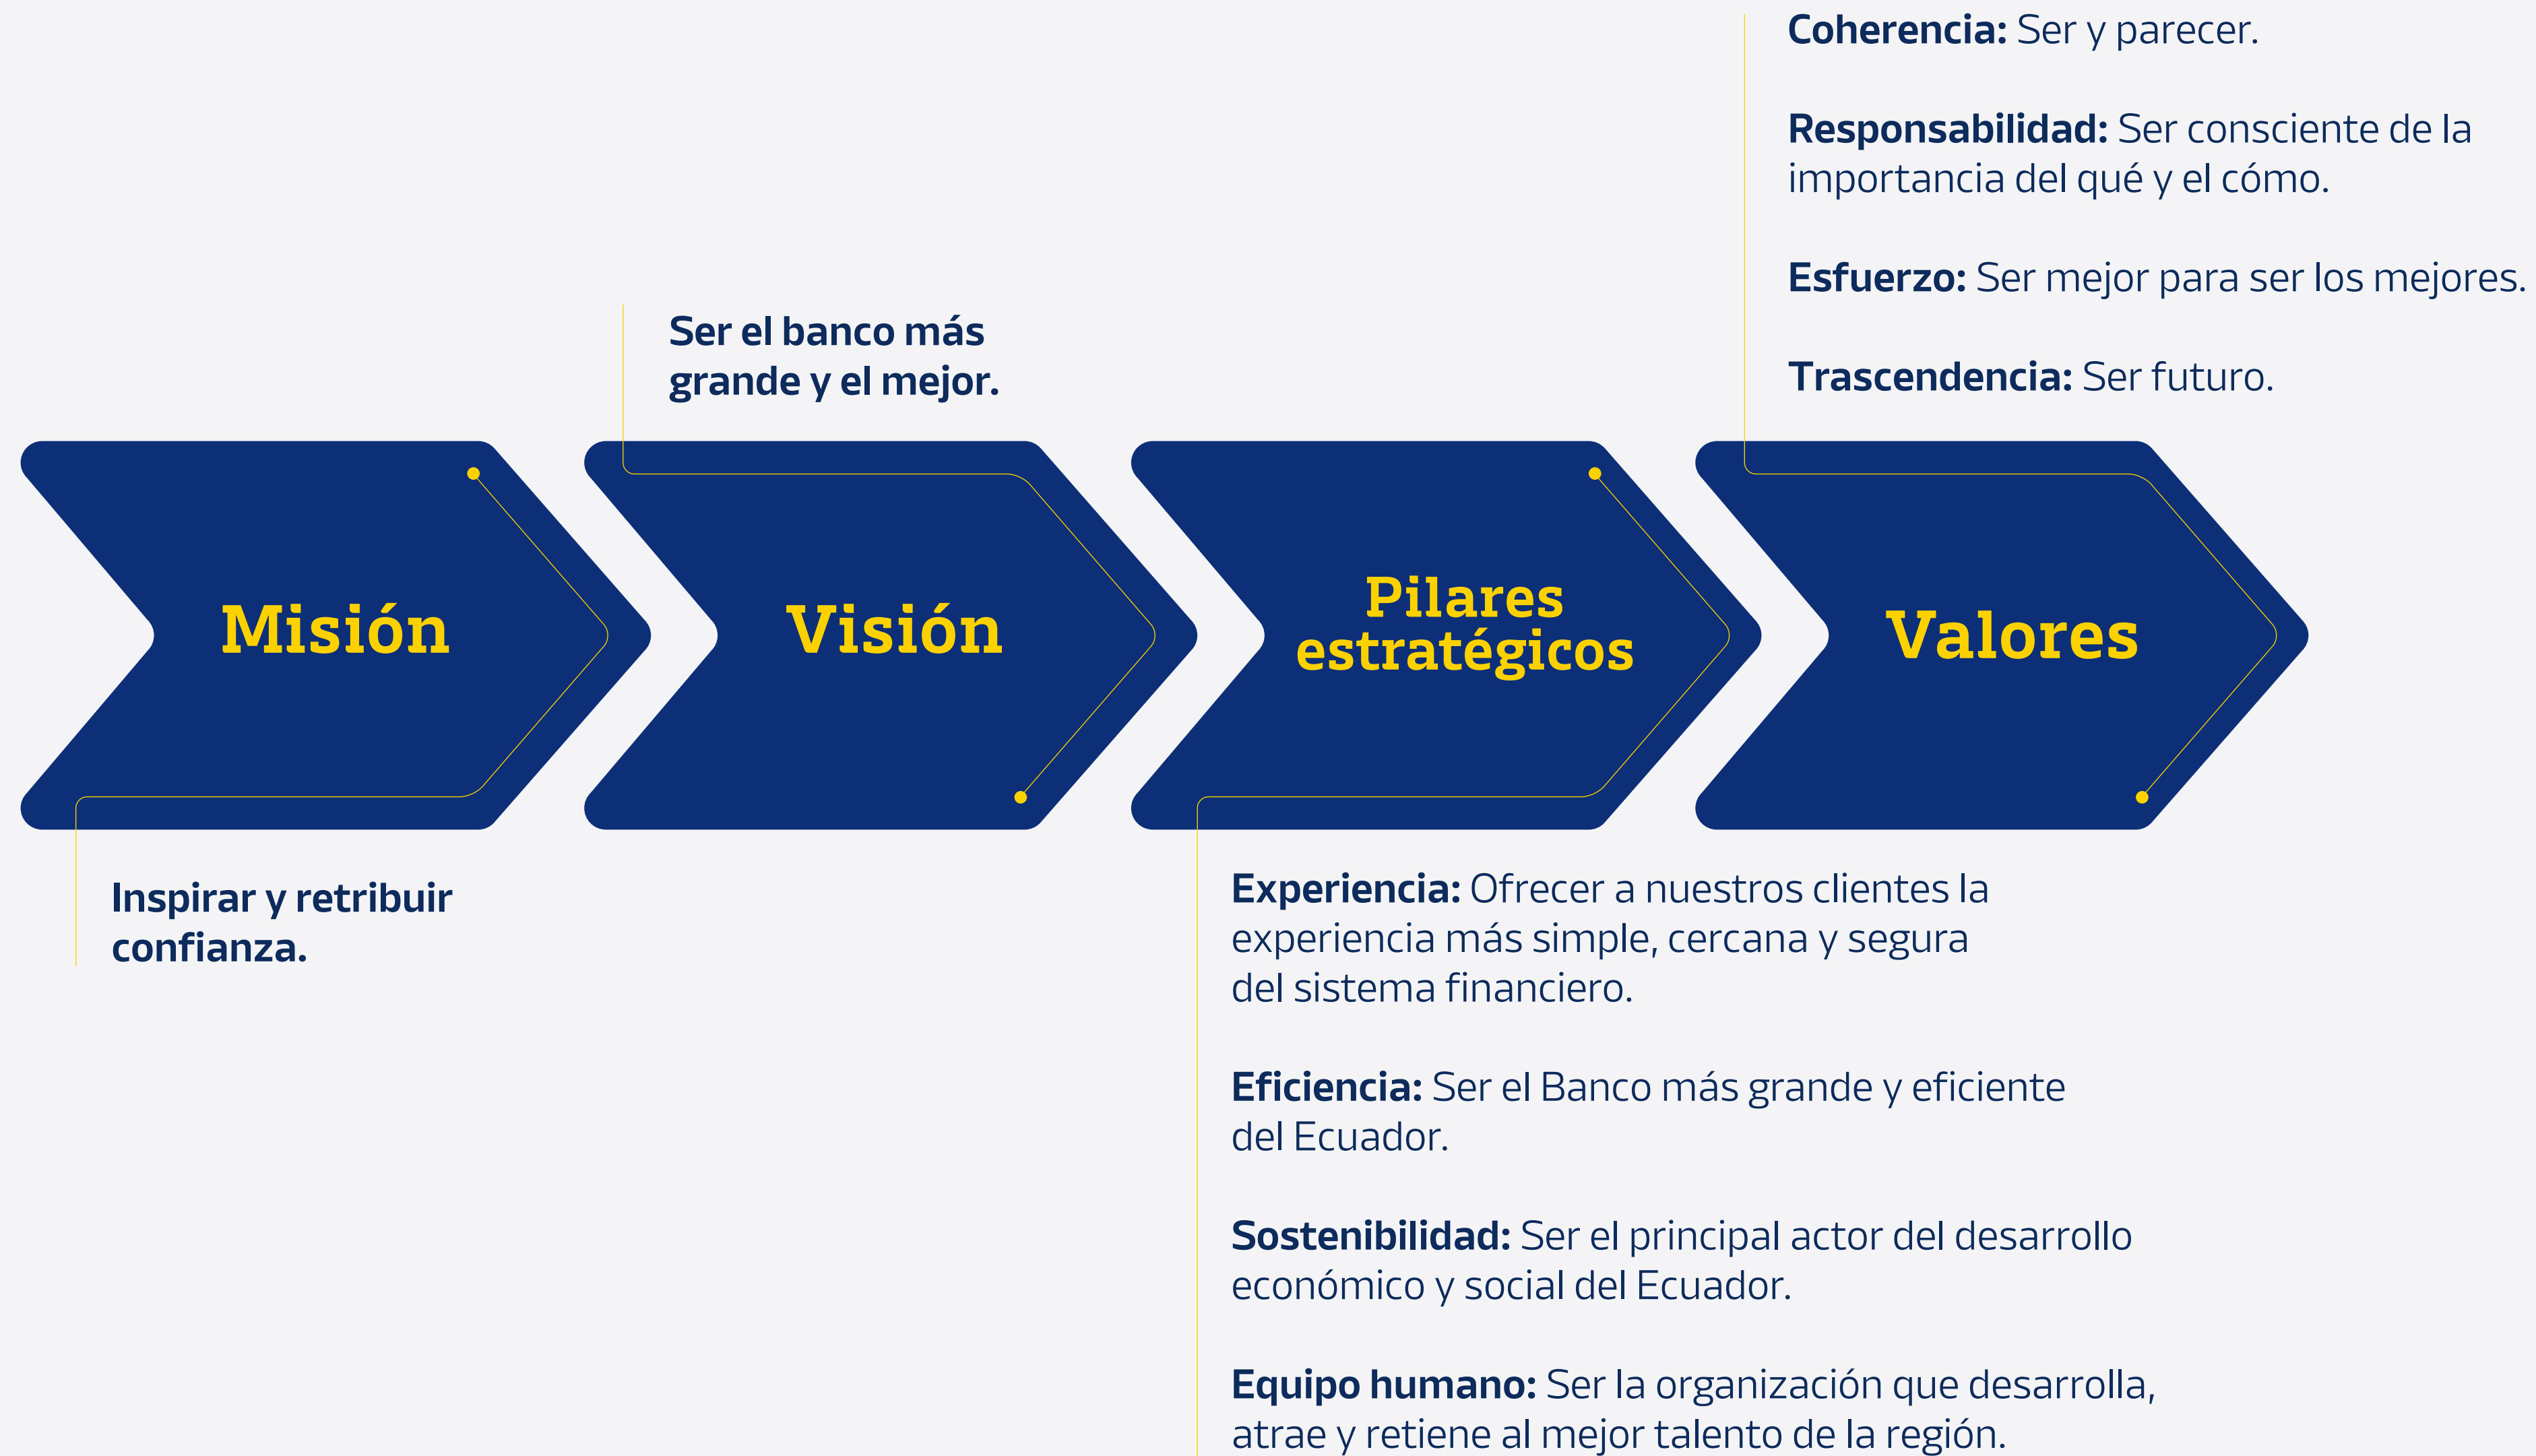 Misión
Inspirar y retribuir
confianza.
Visión
Ser el banco más
grande y el mejor.
Pilares
estratégicos
Experiencia: Ofrecer a nuestros clientes la
experiencia más simple, cercana y segura
del sistema financiero.
Eficiencia: Ser el Banco más grande y eficiente
del Ecuador.
Sostenibilidad: Ser el principal actor del desarrollo
económico y social del Ecuador.
Equipo humano: Ser la organización que desarrolla,
atrae y retiene al mejor talento de la región.
Valores
Coherencia: Ser y parecer.
Responsabilidad: Ser consciente de la
importancia del qué y el cómo.
Esfuerzo: Ser mejor para ser los mejores.
Trascendencia: Ser futuro.